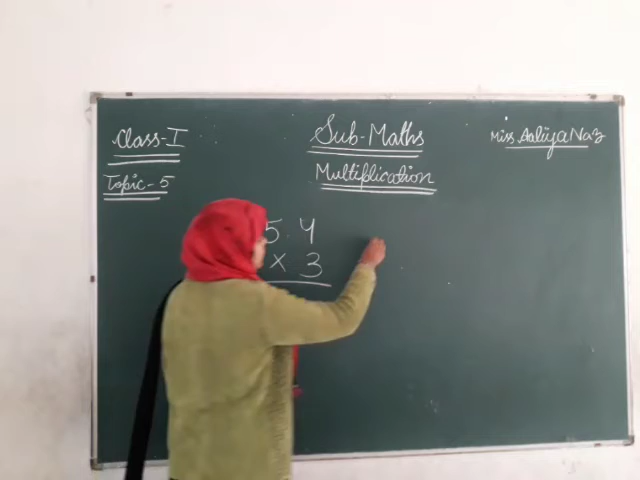 Class-I
Sub-Maths
Miss Aaliya Naz
Topic-5
Multiplication
5 4
× 3